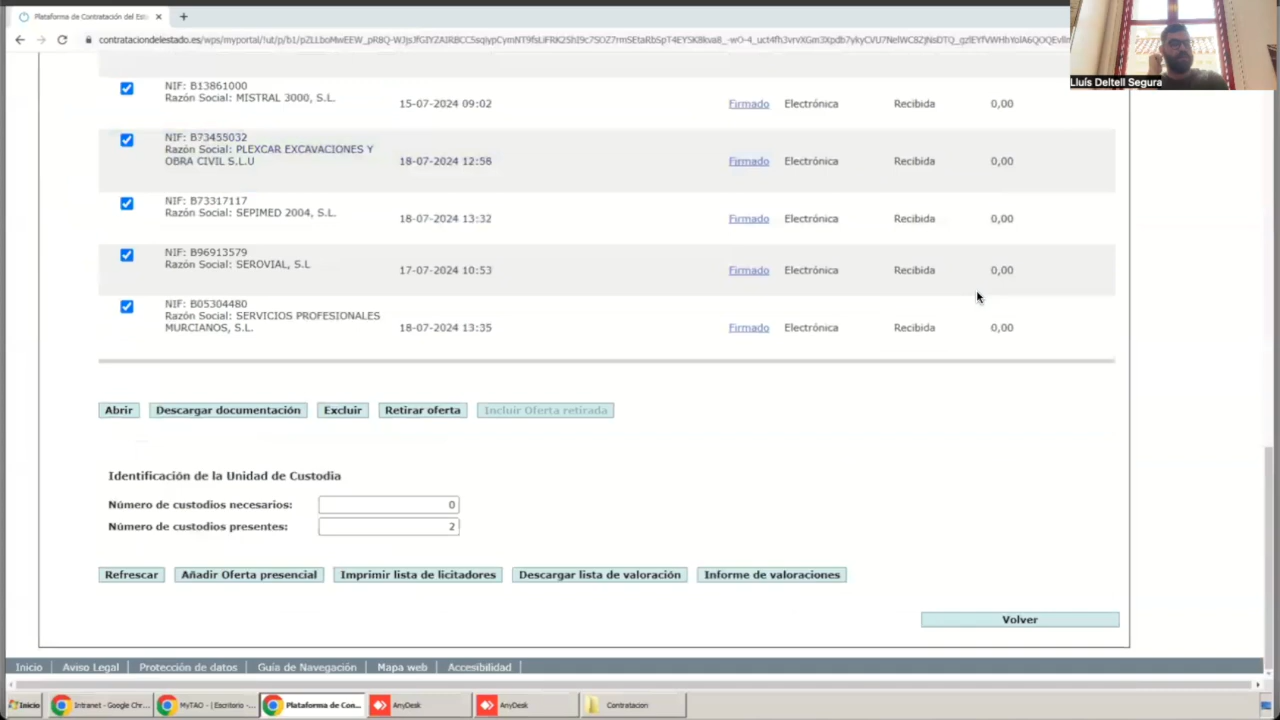 Plataforma de Contratación del Est
contrataciondelestado.es/wps/myportal/
Lluís Deltell Segura
NIF: B13861000
Razón Social: MISTRAL 3000, S.L.
15-07-2024 09:02
Firmado
Electrónica
Recibida
0,00
NIF: B73455032
Razón Social: PLEXCAR EXCAVACIONES Y
OBRA CIVIL S.L.U
18-07-2024 12:58
Firmado
Electrónica
Recibida
0,00
NIF: B73317117
Razón Social: SEPIMED 2004, S.L.
18-07-2024 13:32
Firmado
Electrónica
Recibida
0,00
NIF: B96913579
Razón Social: SEROVIAL, S.L
17-07-2024 10:53
Firmado
Electrónica
Recibida
0,00
NIF: B05304480
Razón Social: SERVICIOS PROFESIONALES
MURCIANOS, S.L.
18-07-2024 13:35
Firmado
Electrónica
Recibida
0,00
Abrir
Descargar documentación
Excluir
Retirar oferta
Incluir Oferta retirada
Identificación de la Unidad de Custodia
Número de custodios necesarios: 0
Número de custodios presentes: 2
Refrescar
Añadir Oferta presencial
Imprimir lista de licitadores
Descargar lista de valoración
Informe de valoraciones
Volver
Inicio | Aviso Legal | Protección de datos | Guía de Navegación | Mapa web | Accesibilidad |
Inicio
Intranet - Google Chr...
MyTAO - | Escritorio -...
Plataforma de Con...
AnyDesk
AnyDesk
Contratacion